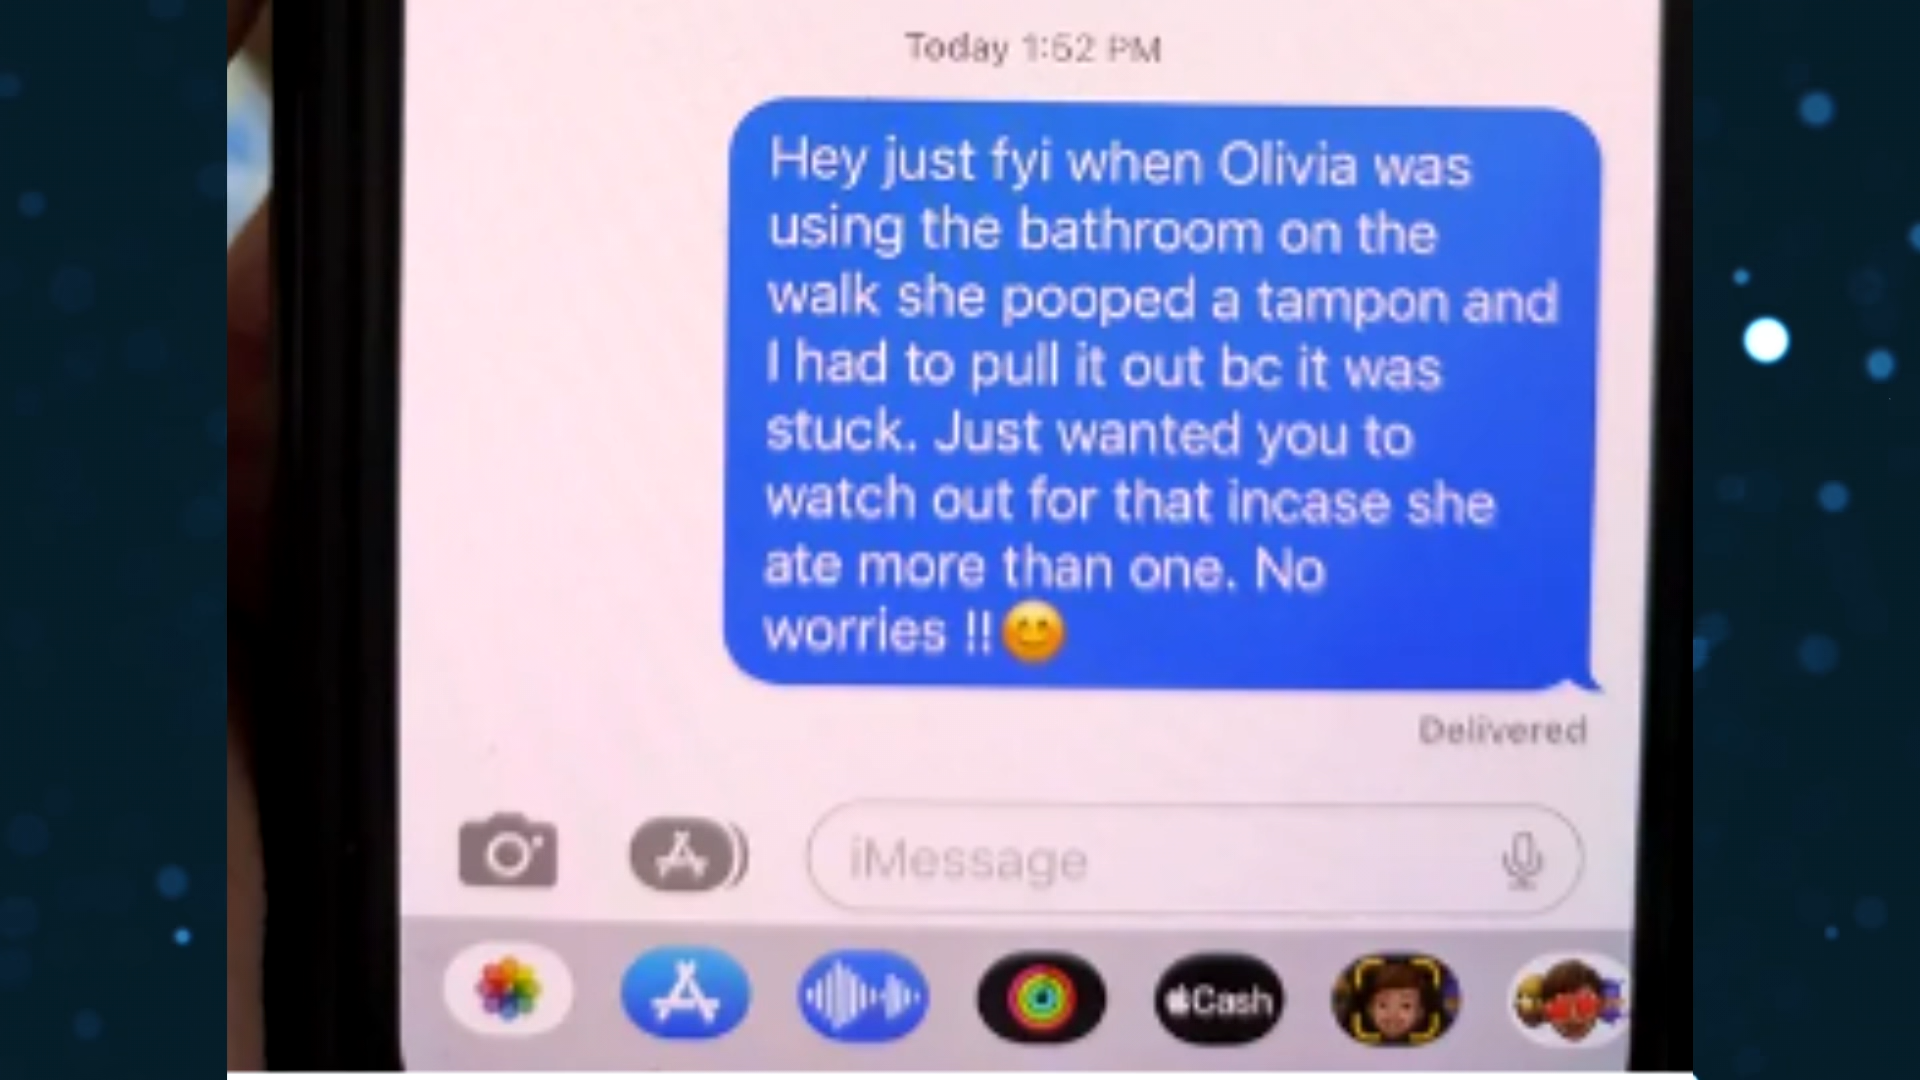 Today 1:52 PM
Hey just fyi when Olivia was
using the bathroom on the
walk she pooped a tampon and
I had to pull it out bc it was
stuck. Just wanted you to
watch out for that incase she
ate more than one. No
worries !!😊
Delivered
iMessage
Cash